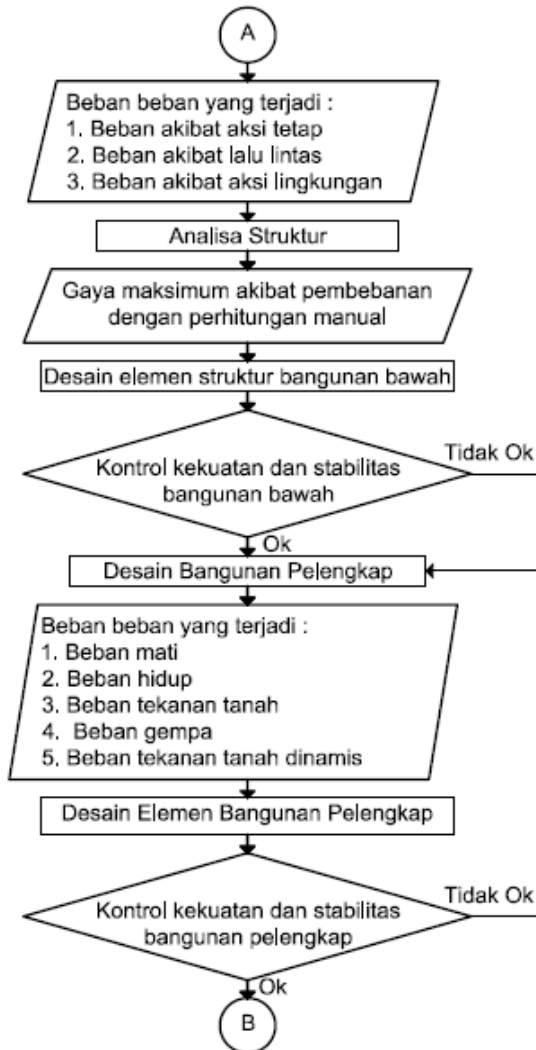 A
Beban beban yang terjadi :
1. Beban akibat aksi tetap
2. Beban akibat lalu lintas
3. Beban akibat aksi lingkungan
Analisa Struktur
Gaya maksimum akibat pembebanan
dengan perhitungan manual
Desain elemen struktur bangunan bawah
Kontrol kekuatan dan stabilitas
bangunan bawah
Tidak Ok
Ok
Desain Bangunan Pelengkap
Beban beban yang terjadi :
1. Beban mati
2. Beban hidup
3. Beban tekanan tanah
4. Beban gempa
5. Beban tekanan tanah dinamis
Desain Elemen Bangunan Pelengkap
Kontrol kekuatan dan stabilitas
bangunan pelengkap
Tidak Ok
Ok
B